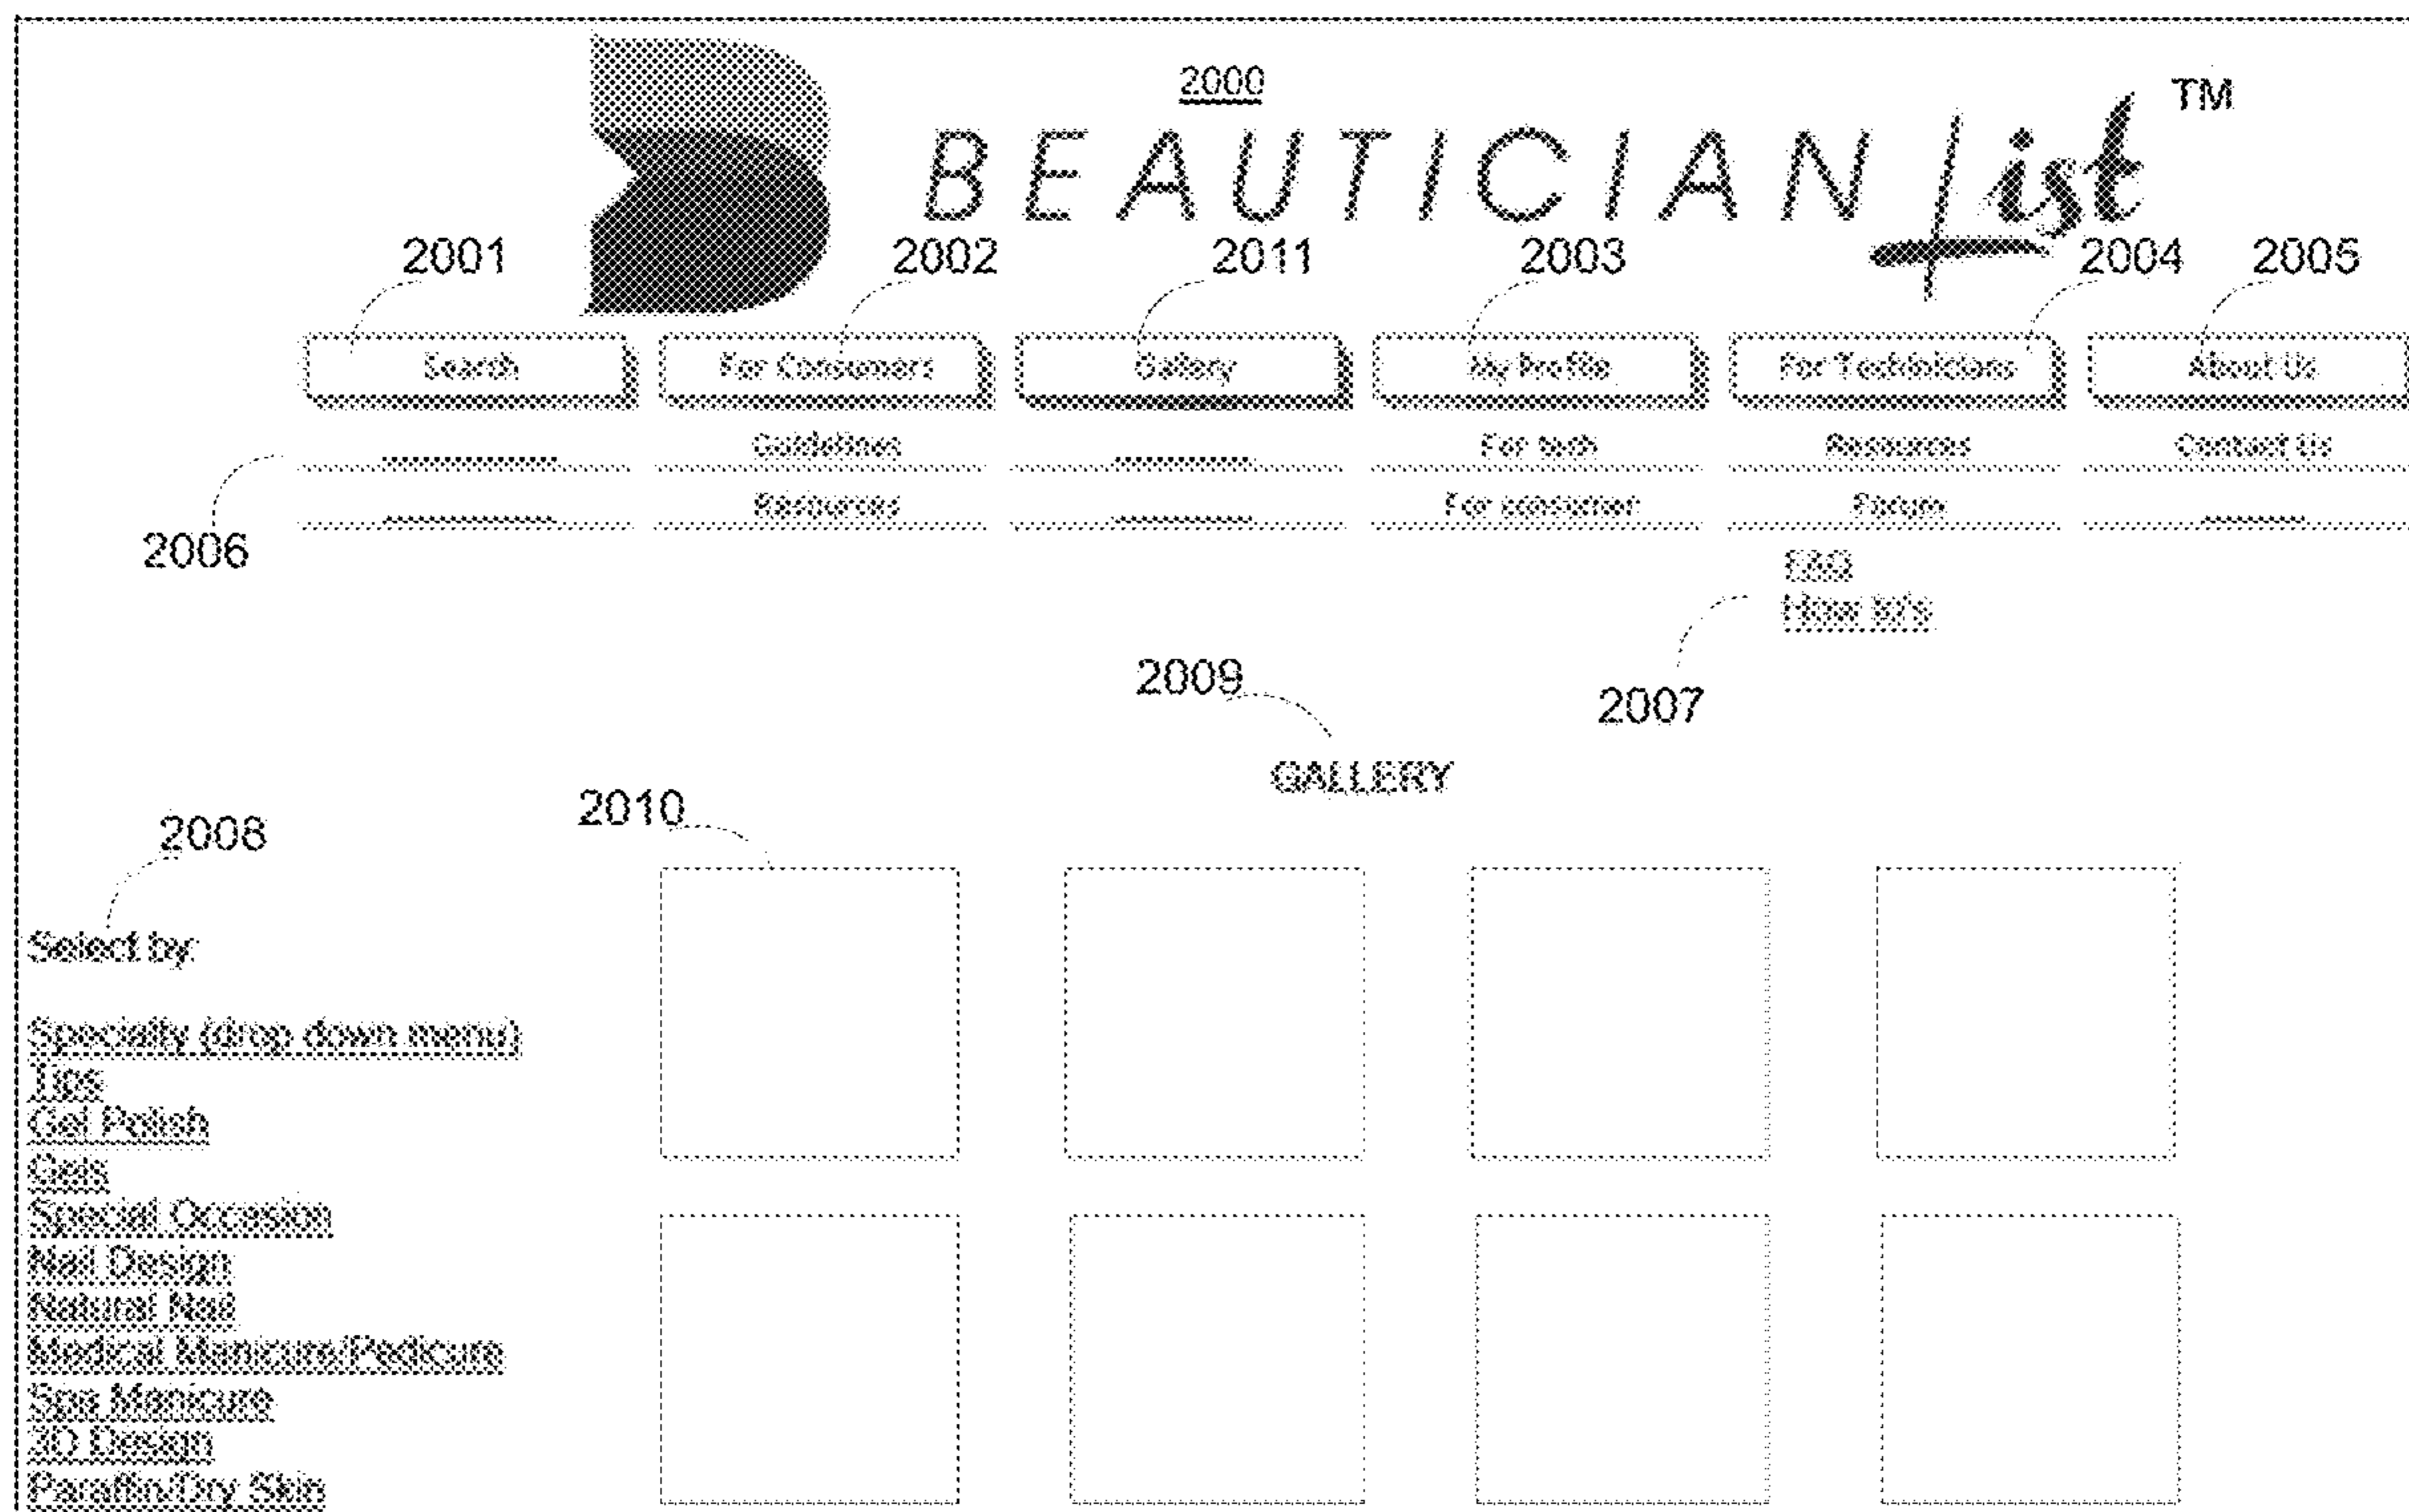 2000
BEAUTICIAN List TM
2001 2002 2011 2003 2004 2005
Search For Consumers Gallery My Profile For Technicians About Us
Guidelines For tech Resources Contact Us
Resources For consumer Forum
2006
FAQ
How to's
2009
2007
GALLERY
2010
2008
Select by:
Specialty (drop down menu)
Tips
Gel Polish
Gels
Special Occasion
Nail Design
Natural Nail
Medical Manicure/Pedicure
Spa Manicure
3D Design
Paraffin/Dry Skin